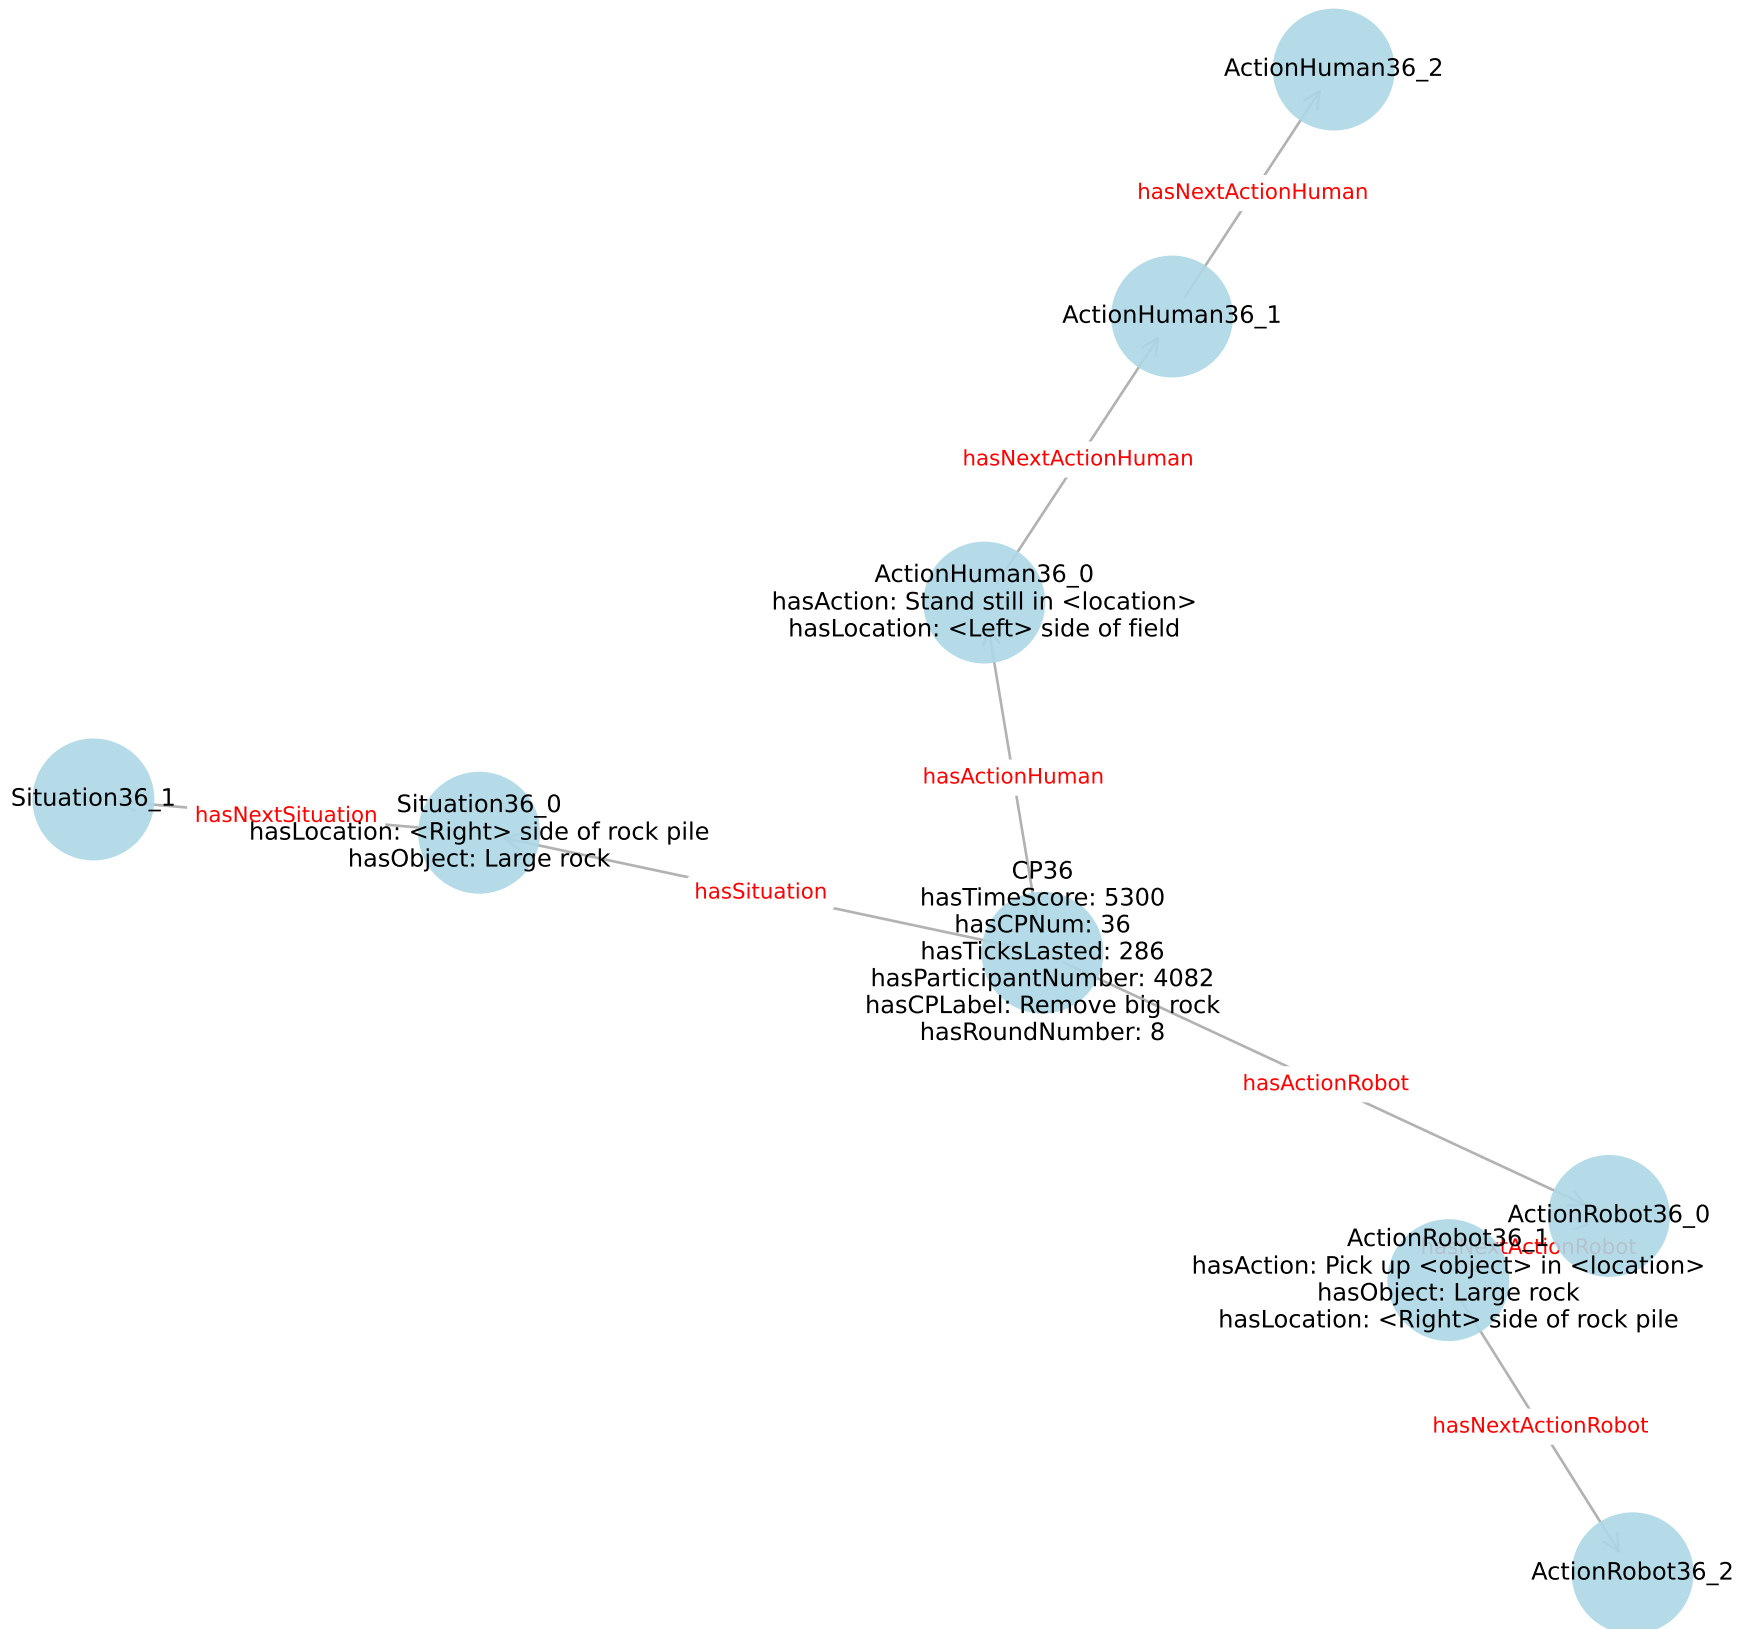 ActionHuman36_2
hasNextActionHuman
ActionHuman36_1
hasNextActionHuman
ActionHuman36_0
hasAction: Stand still in <location>
hasLocation: <Left> side of field
hasActionHuman
Situation36_1
hasNextSituation
Situation36_0
hasLocation: <Right> side of rock pile
hasObject: Large rock
hasSituation
CP36
hasTimeScore: 5300
hasCPNum: 36
hasTicksLasted: 286
hasParticipantNumber: 4082
hasCPLabel: Remove big rock
hasRoundNumber: 8
hasActionRobot
ActionRobot36_0
hasNextActionRobot
ActionRobot36_1
hasAction: Pick up <object> in <location>
hasObject: Large rock
hasLocation: <Right> side of rock pile
hasNextActionRobot
ActionRobot36_2